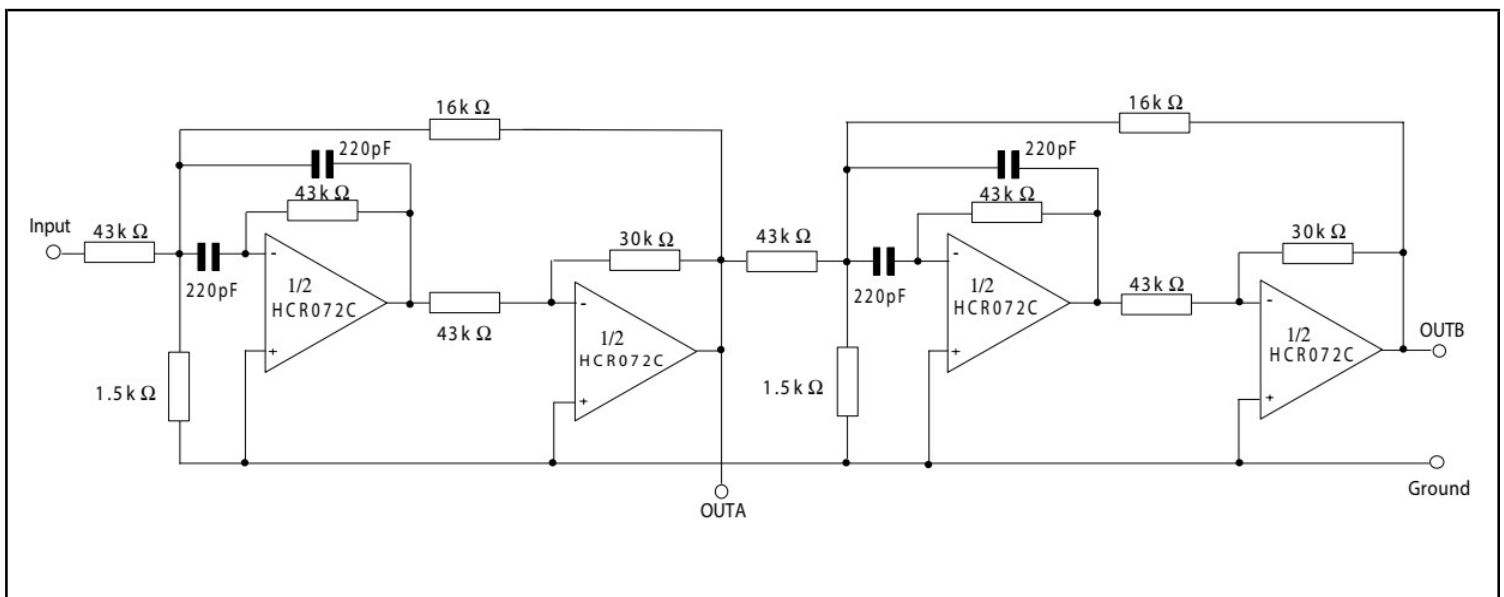 16k Ω
16k Ω
220pF
220pF
43k Ω
43k Ω
Input
43k Ω
30k Ω
43k Ω
30k Ω
-
-
1/2
HCR072C
1/2
HCR072C
220pF
220pF
43k Ω
-
-
43k Ω
1/2
HCR072C
1/2
HCR072C
OUTB
+
+
1.5k Ω
1.5k Ω
+
+
Ground
OUTA